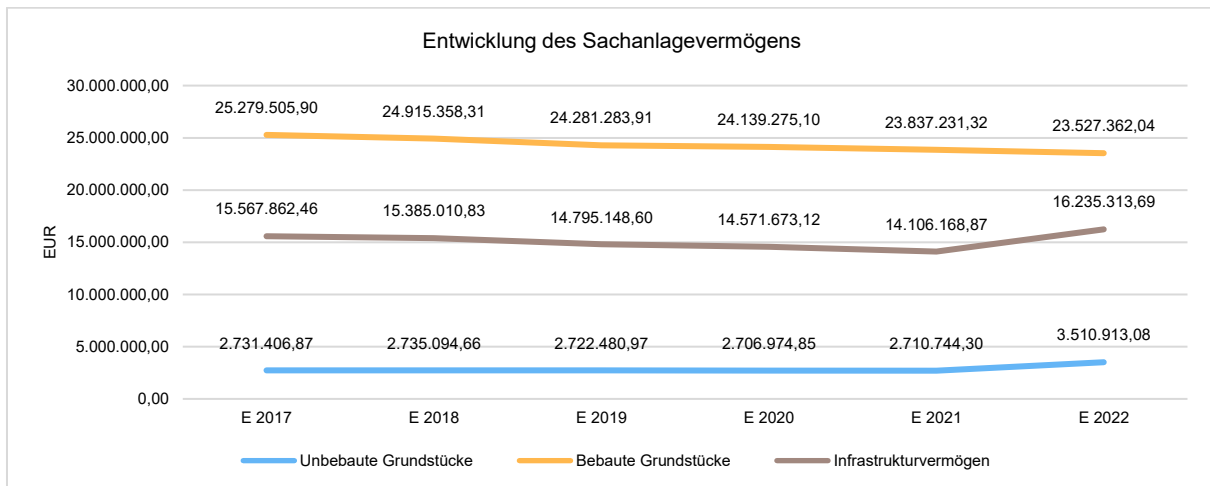 Entwicklung des Sachanlagevermögens
30.000.000,00
25.279.505,90 24.915.358,31 24.281.283,91 24.139.275,10 23.837.231,32 23.527.362,04
25.000.000,00
20.000.000,00
15.567.862,46 15.385.010,83 14.795.148,60 14.571.673,12 14.106.168,87 16.235.313,69
EUR
15.000.000,00
10.000.000,00
2.731.406,87 2.735.094,66 2.722.480,97 2.706.974,85 2.710.744,30 3.510.913,08
5.000.000,00
0,00
E 2017 E 2018 E 2019 E 2020 E 2021 E 2022
Unbebaute Grundstücke Bebaute Grundstücke Infrastrukturvermögen